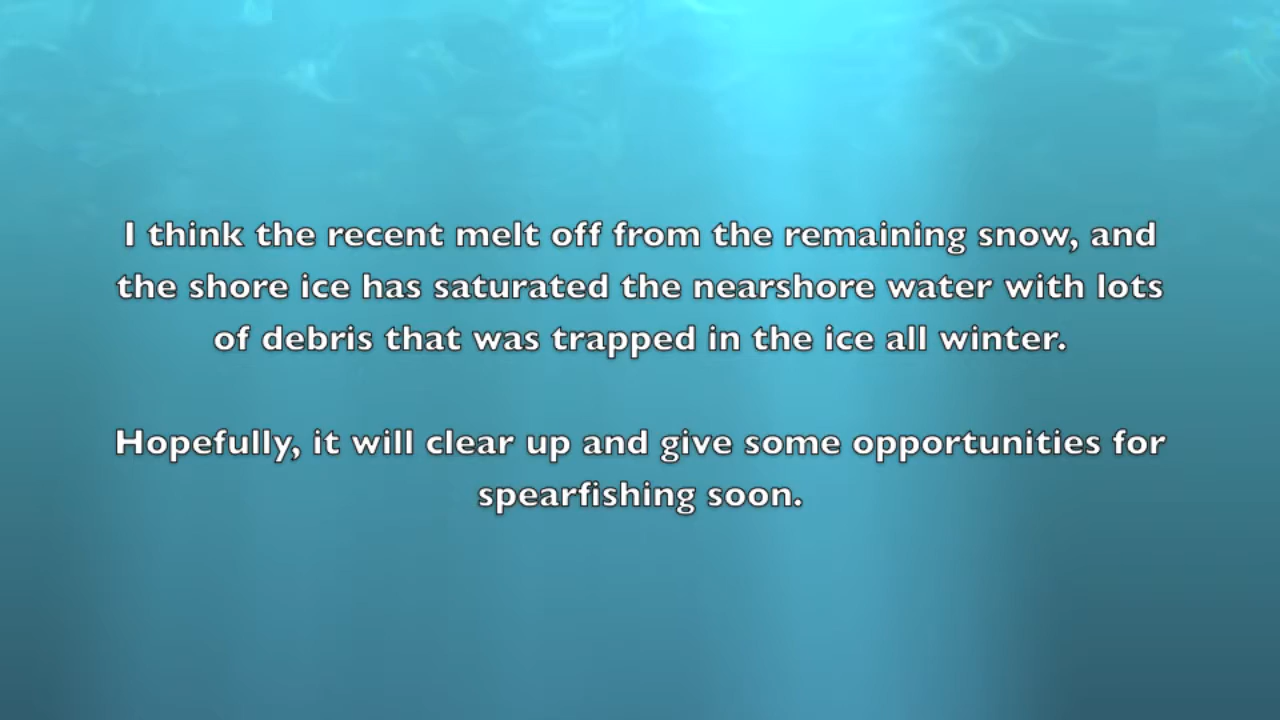 I think the recent melt off from the remaining snow, and
the shore ice has saturated the nearshore water with lots
of debris that was trapped in the ice all winter.
Hopefully, it will clear up and give some opportunities for
spearfishing soon.